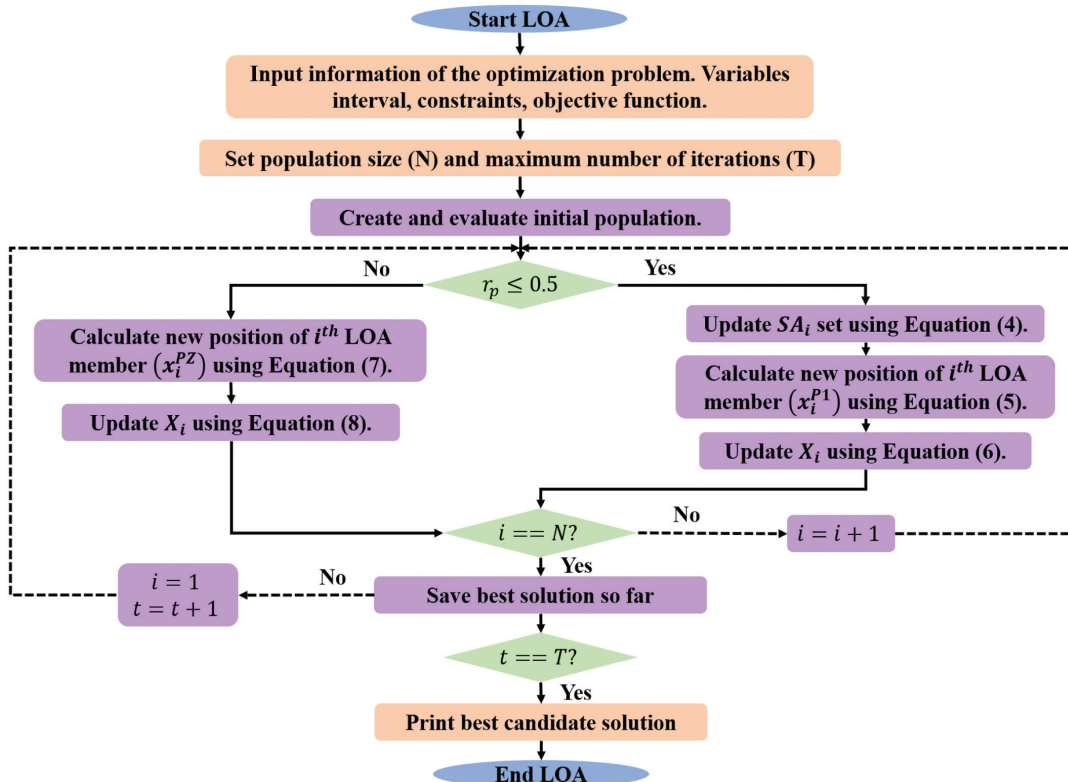 Start LOA
Input information of the optimization problem. Variables
interval, constraints, objective function.
Set population size (N) and maximum number of iterations (T)
Create and evaluate initial population.
No
Yes
r_p ≤ 0.5
Calculate new position of i^{th} LOA
member (x_i^{PZ}) using Equation (7).
Update X_i using Equation (8).
Update SA_i set using Equation (4).
Calculate new position of i^{th} LOA
member (x_i^{P1}) using Equation (5).
Update X_i using Equation (6).
i == N?
No
i = i + 1
Yes
Save best solution so far
No
i = 1
t = t + 1
t == T?
Yes
Print best candidate solution
End LOA